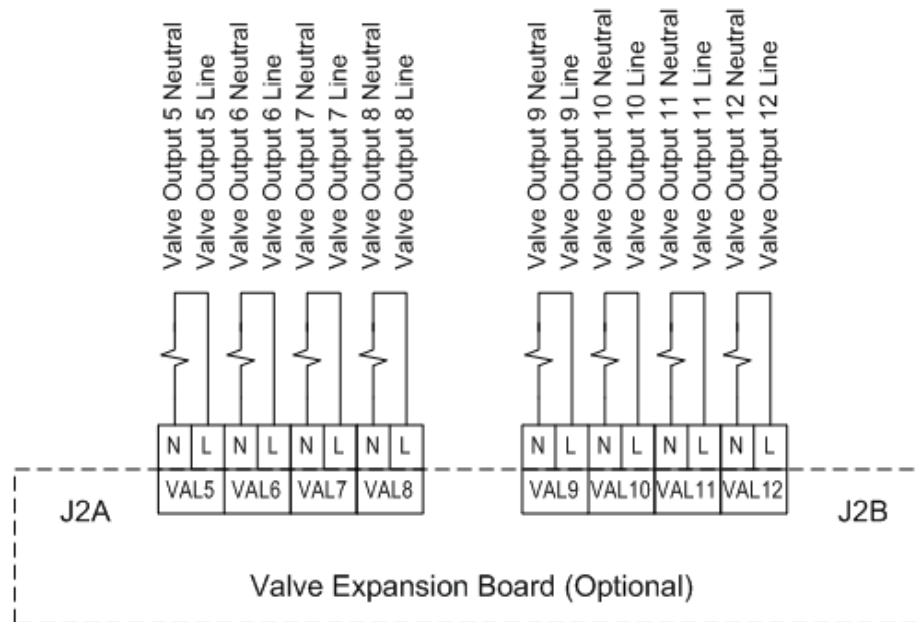 Valve Output 5 Neutral
Valve Output 5 Line
Valve Output 6 Neutral
Valve Output 6 Line
Valve Output 7 Neutral
Valve Output 7 Line
Valve Output 8 Neutral
Valve Output 8 Line
Valve Output 9 Neutral
Valve Output 9 Line
Valve Output 10 Neutral
Valve Output 10 Line
Valve Output 11 Neutral
Valve Output 11 Line
Valve Output 12 Neutral
Valve Output 12 Line
N L N L N L N L
N L N L N L N L
VAL5 VAL6 VAL7 VAL8
VAL9 VAL10 VAL11 VAL12
J2A
J2B
Valve Expansion Board (Optional)